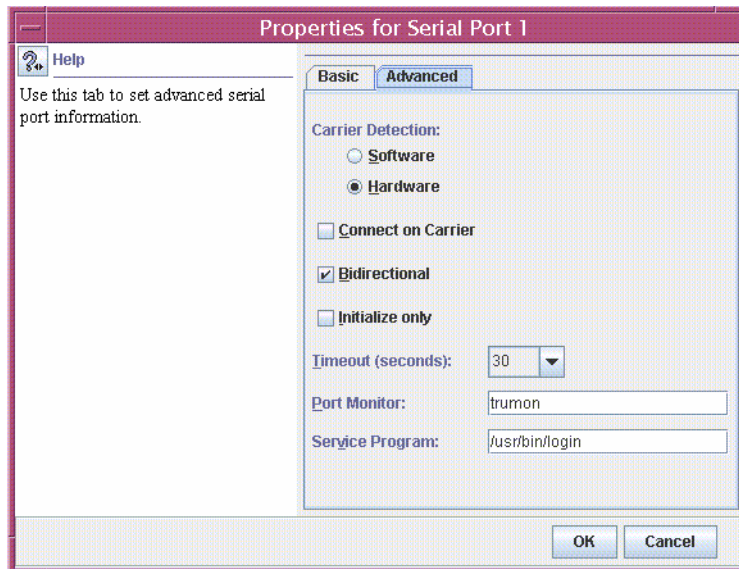 Properties for Serial Port 1
Help
Use this tab to set advanced serial
port information.
Basic
Advanced
Carrier Detection:
Software
Hardware
Connect on Carrier
Bidirectional
Initialize only
Timeout (seconds): 30
Port Monitor: trumon
Service Program: /usr/bin/login
OK Cancel